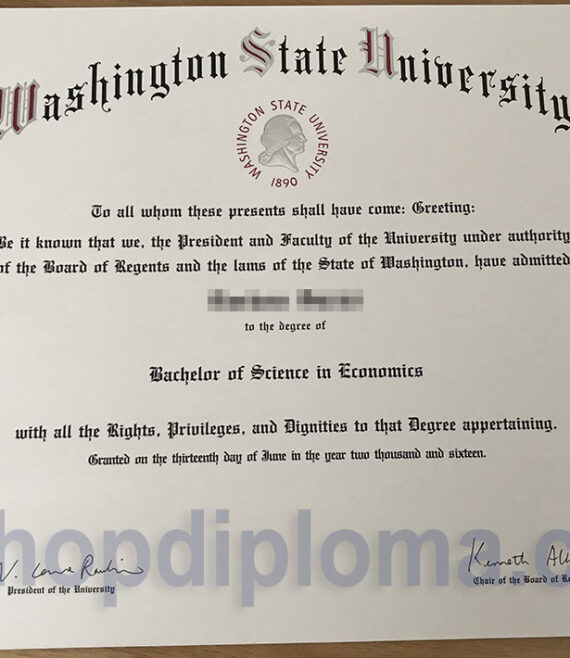 Washington State University
WASHINGTON STATE UNIVERSITY
1890
To all whom these presents shall have come: Greeting:
Be it known that we, the President and Faculty of the University under authority
of the Board of Regents and the lams of the State of Washington, have admitted
to the degree of
Bachelor of Science in Economics
with all the Rights, Privileges, and Dignities to that Degree appertaining.
Granted on the thirteenth day of June in the year two thousand and sixteen.
hopdiploma.c
Kenneth
President of the University
Chair of the Board of Re